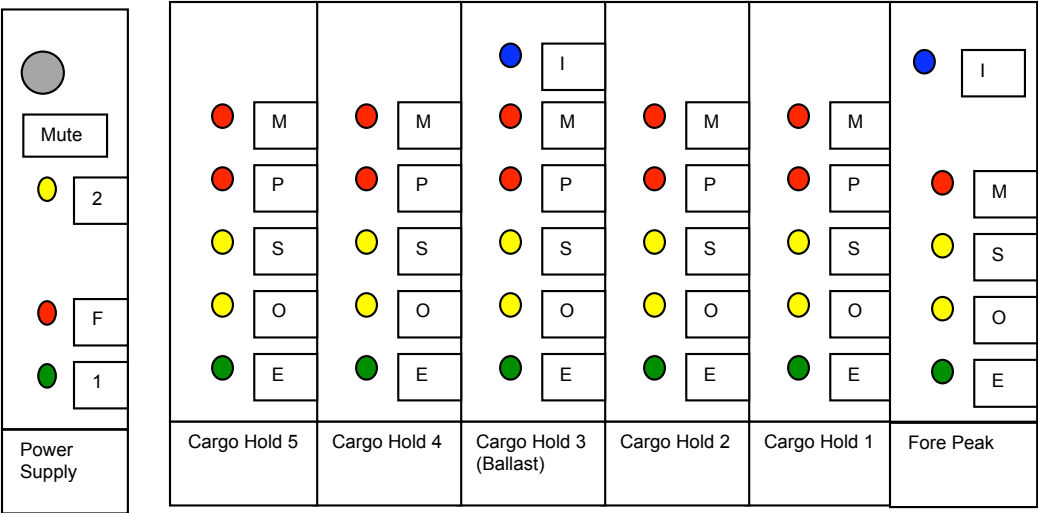 Mute
2
F
1
Power
Supply
I
I
M
M
M
M
M
P
P
P
P
P
M
S
S
S
S
S
S
O
O
O
O
O
O
E
E
E
E
E
E
Cargo Hold 5
Cargo Hold 4
Cargo Hold 3
(Ballast)
Cargo Hold 2
Cargo Hold 1
Fore Peak